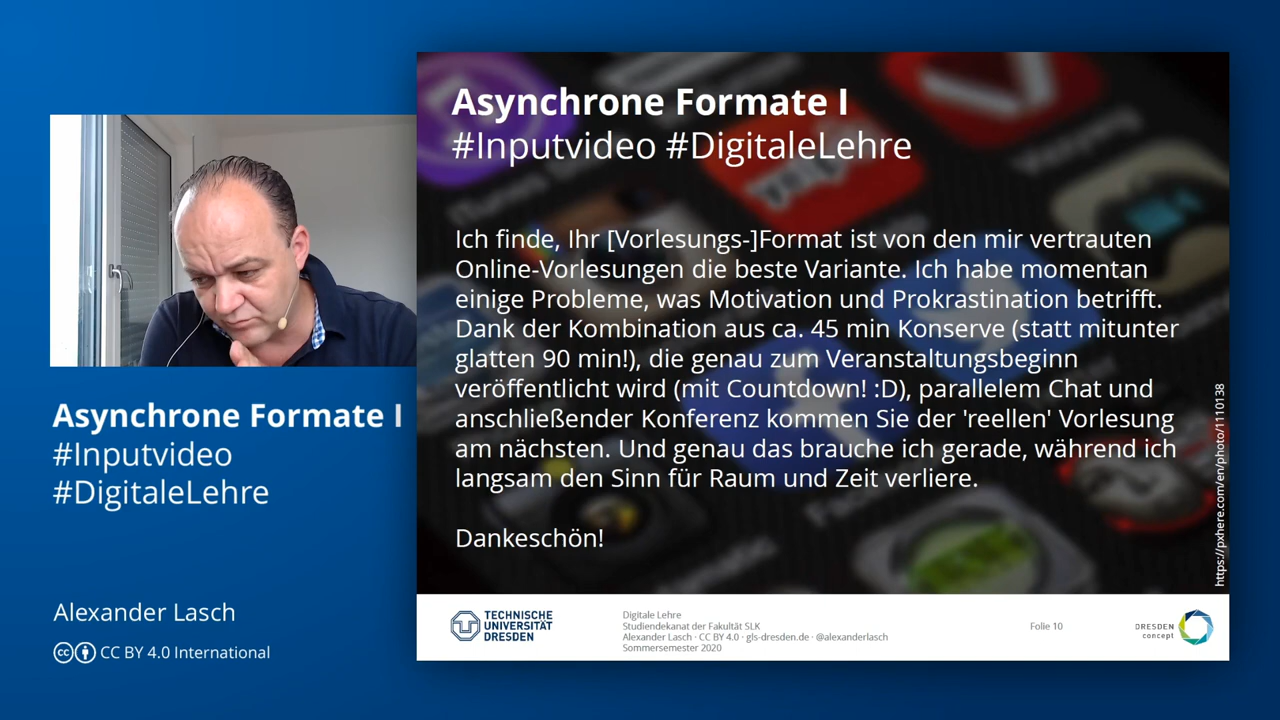 Asynchrone Formate I
#Inputvideo #DigitaleLehre
Ich finde, Ihr [Vorlesungs-]Format ist von den mir vertrauten
Online-Vorlesungen die beste Variante. Ich habe momentan
einige Probleme, was Motivation und Prokrastination betrifft.
Dank der Kombination aus ca. 45 min Konserve (statt mitunter
glatten 90 min!), die genau zum Veranstaltungsbeginn
veröffentlicht wird (mit Countdown! :D), parallelem Chat und
anschließender Konferenz kommen Sie der 'reellen' Vorlesung
am nächsten. Und genau das brauche ich gerade, während ich
langsam den Sinn für Raum und Zeit verliere.
Dankeschön!
https://pxhere.com/en/photo/1110138
TECHNISCHE
UNIVERSITÄT
DRESDEN
Digitale Lehre
Studiendekanat der Fakultät SLK
Alexander Lasch · CC BY 4.0 · gls-dresden.de · @alexanderlasch
Sommersemester 2020
Folie 10
DRESDEN
concept
Asynchrone Formate I
#Inputvideo
#DigitaleLehre
Alexander Lasch
CC BY 4.0 International